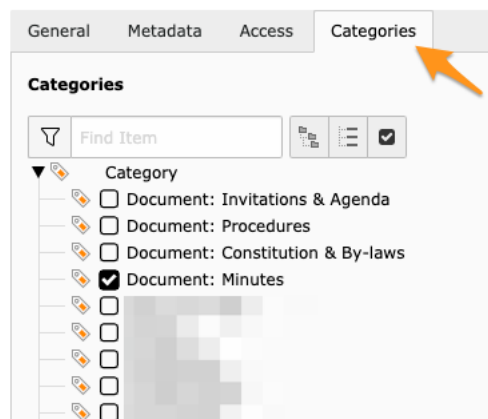 General Metadata Access Categories
Categories
Find Item
Category
Document: Invitations & Agenda
Document: Procedures
Document: Constitution & By-laws
Document: Minutes